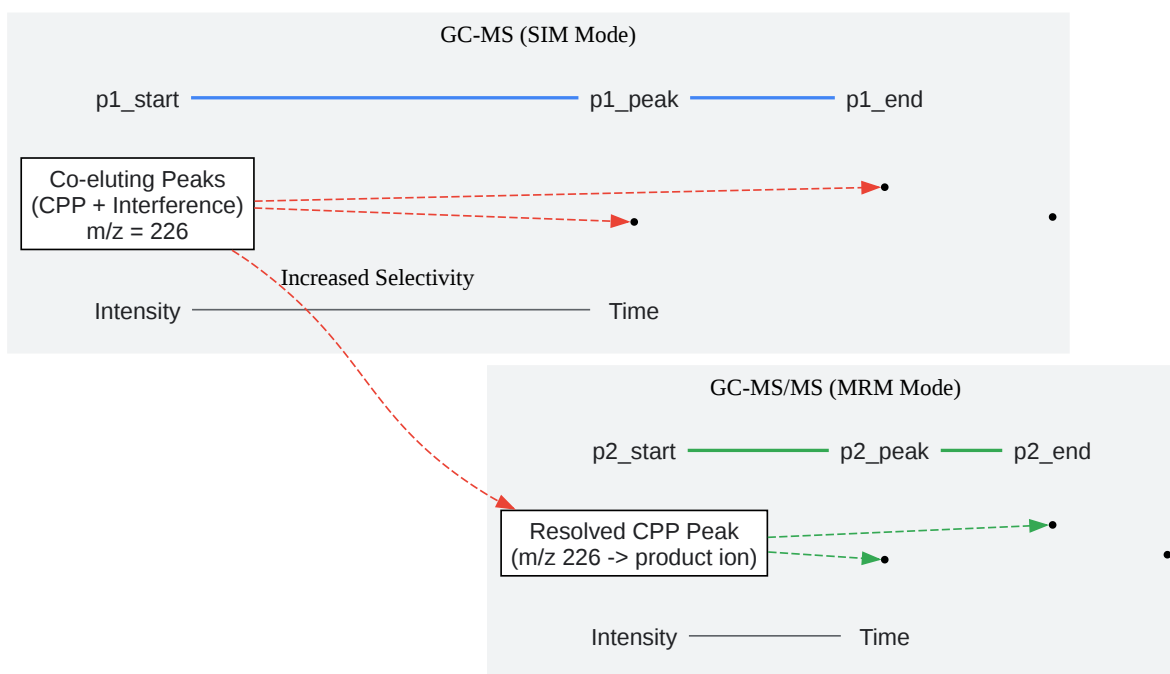 GC-MS (SIM Mode)
p1_start p1_peak p1_end
Co-eluting Peaks
(CPP + Interference)
m/z = 226
Increased Selectivity
Intensity Time
GC-MS/MS (MRM Mode)
p2_start p2_peak p2_end
Resolved CPP Peak
(m/z 226 -> product ion)
Intensity Time